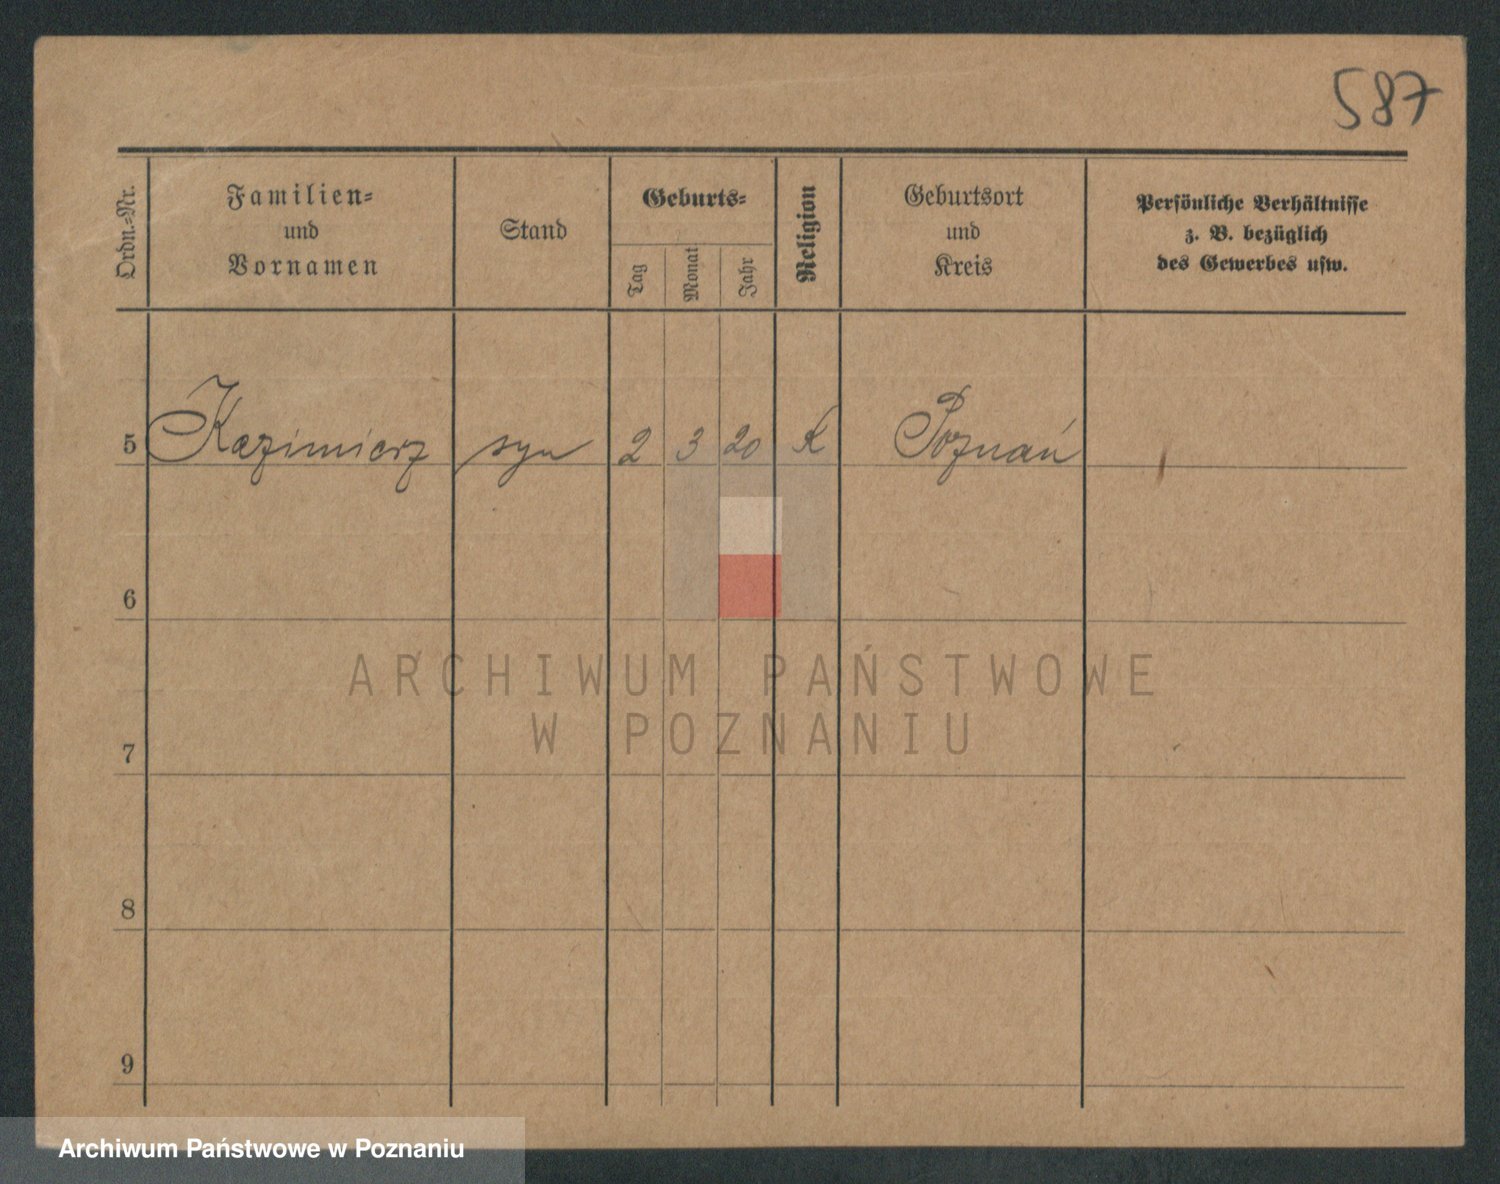 587
Ordn.-Nr.
Familien-
und
Vornamen
Stand
Geburts-
Tag
Monat
Jahr
Religion
Geburtsort
und
Kreis
Persönliche Verhältnisse
z. B. bezüglich
des Gewerbes usw.
5 Kazimierz syn 2 3 20 K Poznań
6
ARCHIWUM PAŃSTWOWE
W POZNANIU
7
8
9
Archiwum Państwowe w Poznaniu